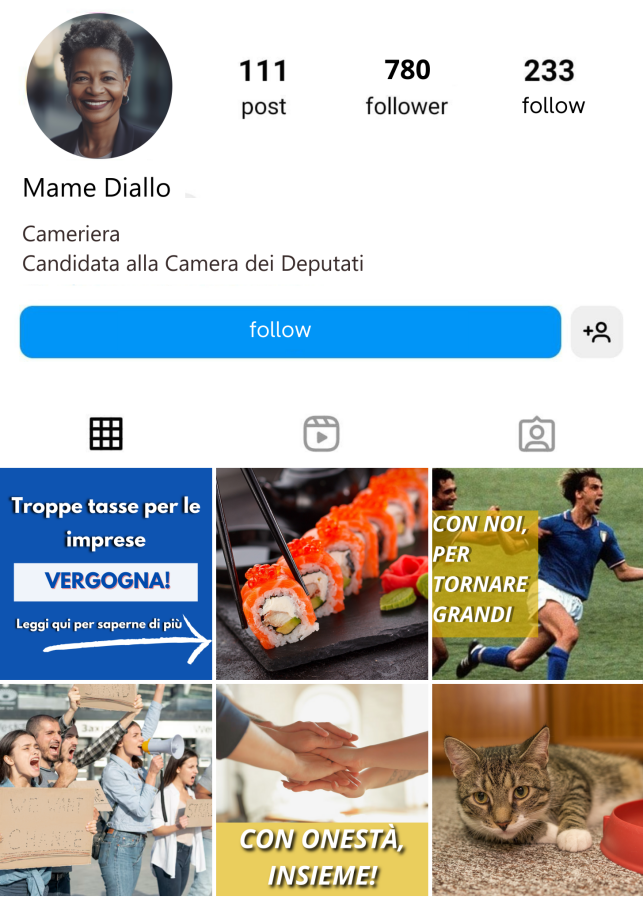 111 780 233
post follower follow
Mame Diallo
Cameriera
Candidata alla Camera dei Deputati
follow
Troppe tasse per le
imprese
VERGOGNA!
Leggi qui per saperne di più
CON NOI,
PER
TORNARE
GRANDI
WE WANT
CHANGE
CON ONESTÀ,
INSIEME!